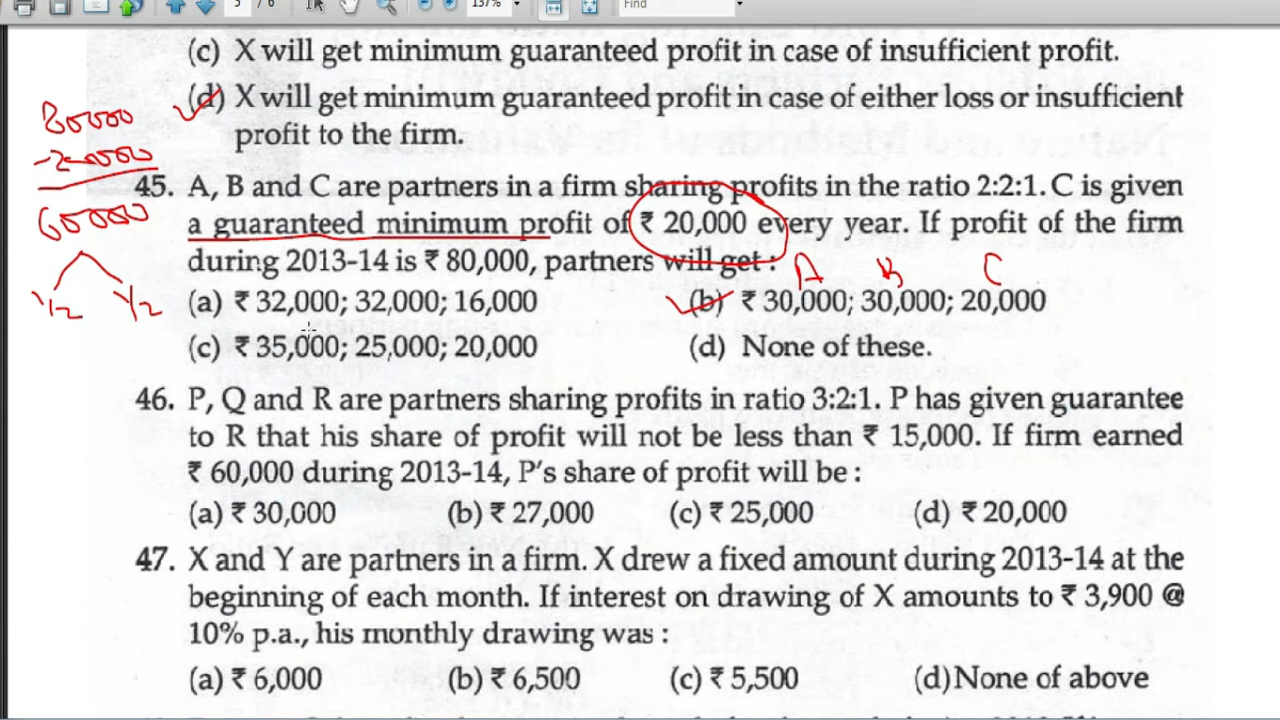 5 / 6 137% Find
(c) X will get minimum guaranteed profit in case of insufficient profit.
(d) X will get minimum guaranteed profit in case of either loss or insufficient
profit to the firm.
80000
-20000
60000
1/2 1/2
45. A, B and C are partners in a firm sharing profits in the ratio 2:2:1. C is given
a guaranteed minimum profit of ₹ 20,000 every year. If profit of the firm
during 2013-14 is ₹ 80,000, partners will get :
A B C
(a) ₹ 32,000; 32,000; 16,000 (b) ₹ 30,000; 30,000; 20,000
(c) ₹ 35,000; 25,000; 20,000 (d) None of these.
46. P, Q and R are partners sharing profits in ratio 3:2:1. P has given guarantee
to R that his share of profit will not be less than ₹ 15,000. If firm earned
₹ 60,000 during 2013-14, P's share of profit will be :
(a) ₹ 30,000 (b) ₹ 27,000 (c) ₹ 25,000 (d) ₹ 20,000
47. X and Y are partners in a firm. X drew a fixed amount during 2013-14 at the
beginning of each month. If interest on drawing of X amounts to ₹ 3,900 @
10% p.a., his monthly drawing was :
(a) ₹ 6,000 (b) ₹ 6,500 (c) ₹ 5,500 (d) None of above